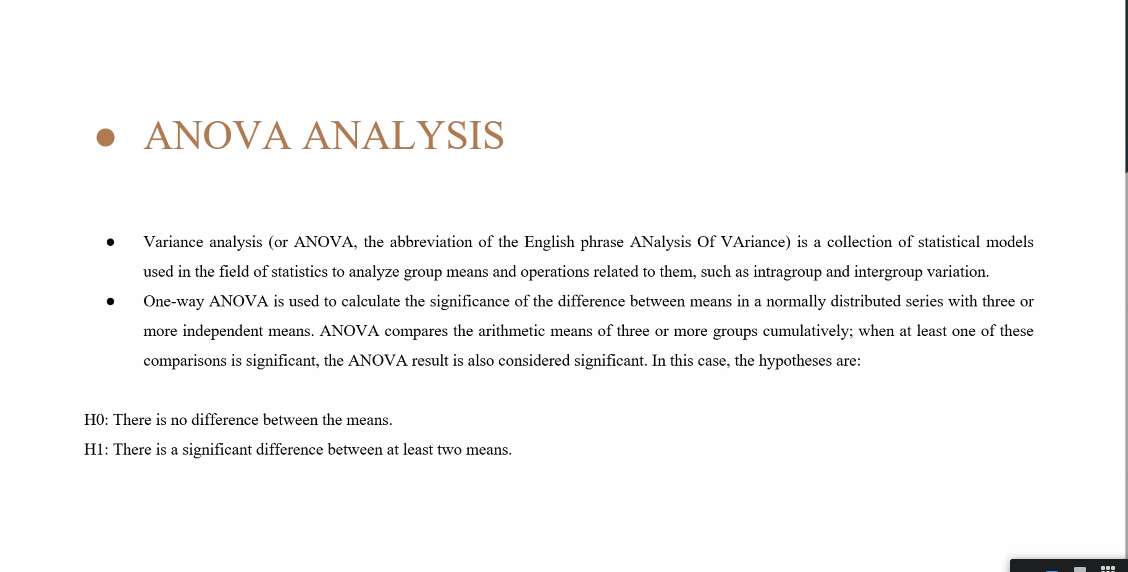 ● ANOVA ANALYSIS
● Variance analysis (or ANOVA, the abbreviation of the English phrase ANalysis Of VAriance) is a collection of statistical models
used in the field of statistics to analyze group means and operations related to them, such as intragroup and intergroup variation.
● One-way ANOVA is used to calculate the significance of the difference between means in a normally distributed series with three or
more independent means. ANOVA compares the arithmetic means of three or more groups cumulatively; when at least one of these
comparisons is significant, the ANOVA result is also considered significant. In this case, the hypotheses are:
H0: There is no difference between the means.
H1: There is a significant difference between at least two means.